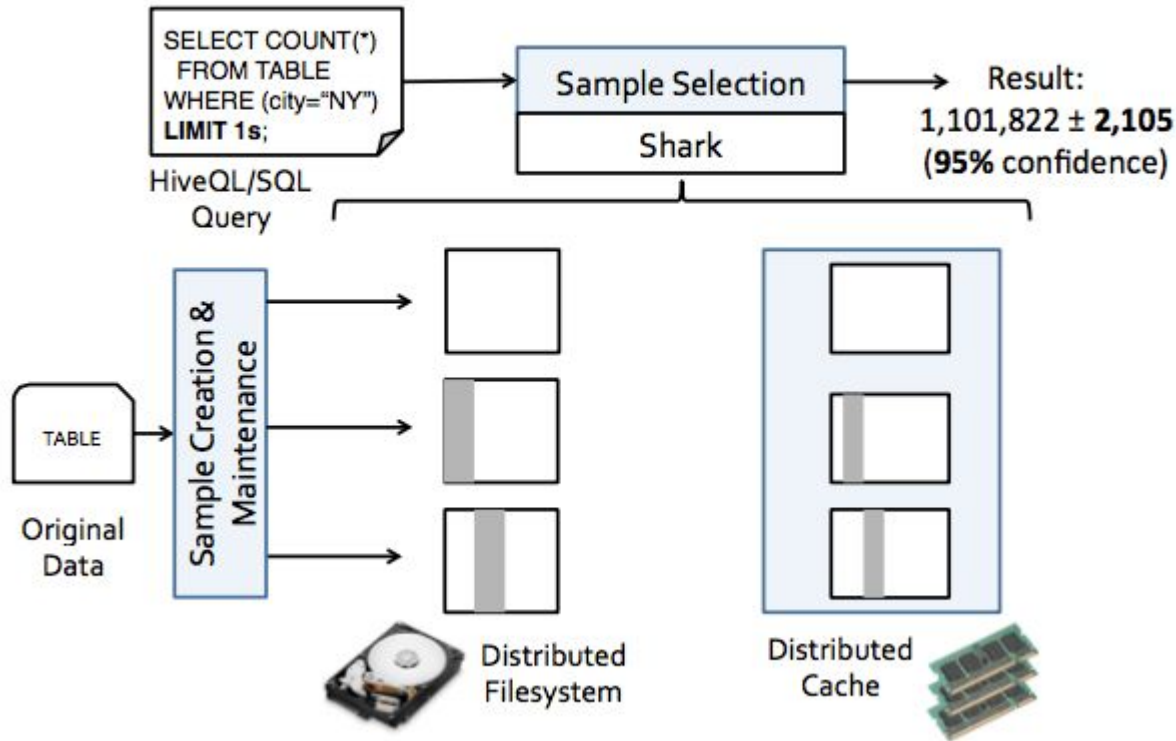 SELECT COUNT(*)
FROM TABLE
WHERE (city=“NY”)
LIMIT 1s;
HiveQL/SQL
Query
Sample Selection
Shark
Result:
1,101,822 ± 2,105
(95% confidence)
TABLE
Original
Data
Sample Creation &
Maintenance
Distributed
Filesystem
Distributed
Cache